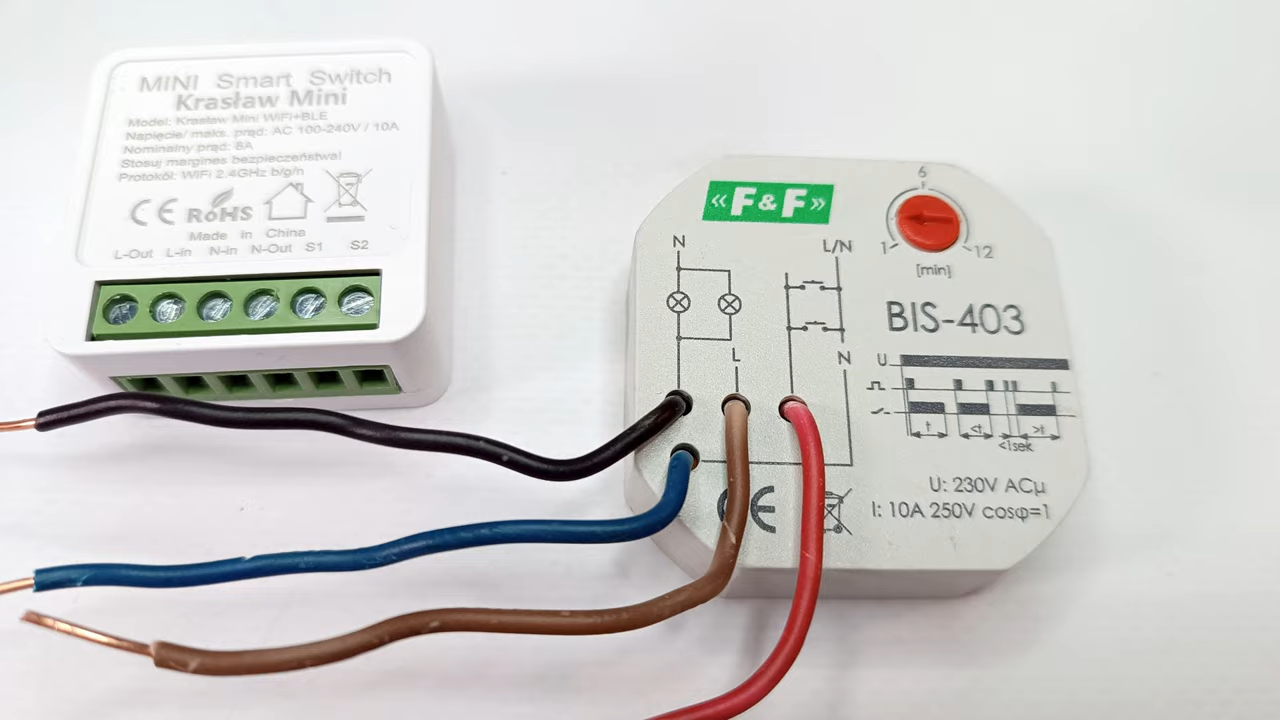 MINI Smart Switch
Krasław Mini
Model: Krasław Mini WiFi+BLE
Napięcie/ maks. prąd: AC 100-240V / 10A
Nominalny prąd: 8A
Stosuj margines bezpieczeństwa!
Protokół: WiFi 2.4GHz b/g/n
CE RoHS
Made in China
L-Out L-in N-in N-Out S1 S2
«F&F»
6
1 12
[min]
N L/N
BIS-403
L N
U
t <t >t
<1sek
CE
U: 230V ACµ
I: 10A 250V cosφ=1